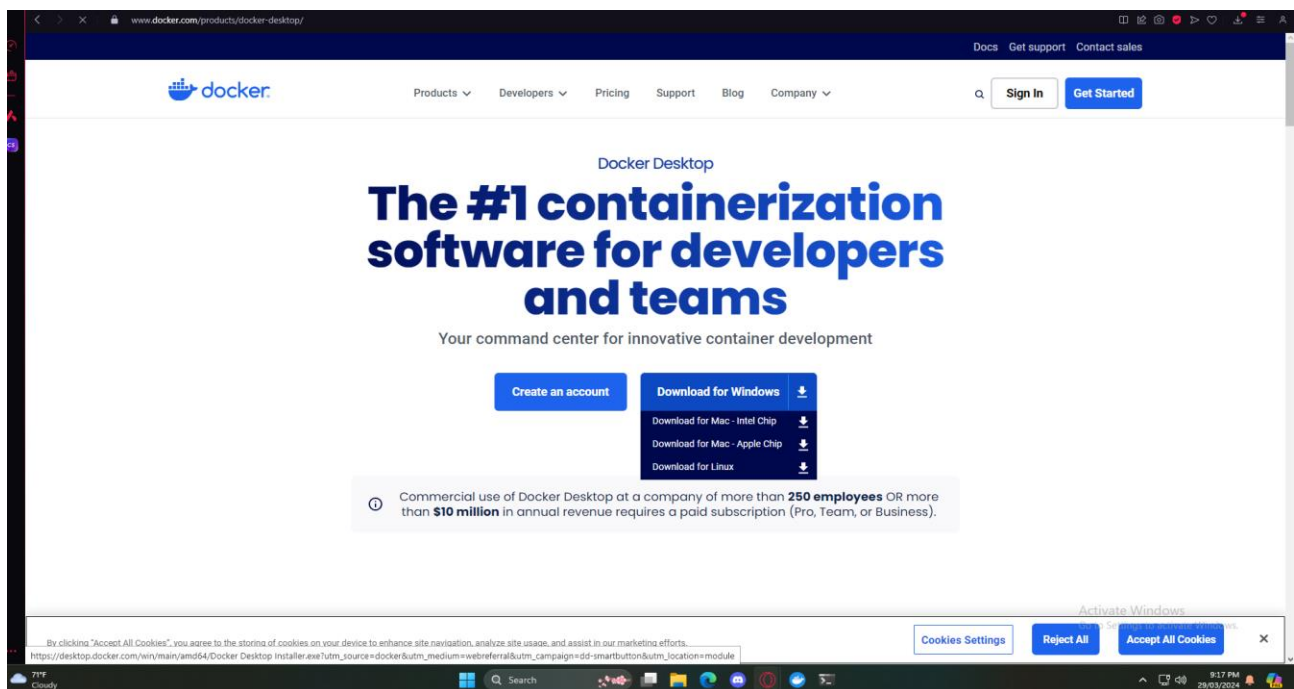 www.docker.com/products/docker-desktop/
Docs Get support Contact sales
docker
Products Developers Pricing Support Blog Company Sign In Get Started
Docker Desktop
The #1 containerization
software for developers
and teams
Your command center for innovative container development
Create an account Download for Windows
Download for Mac - Intel Chip
Download for Mac - Apple Chip
Download for Linux
Commercial use of Docker Desktop at a company of more than 250 employees OR more
than $10 million in annual revenue requires a paid subscription (Pro, Team, or Business).
Activate Windows
Go to Settings to activate Windows.
By clicking "Accept All Cookies", you agree to the storing of cookies on your device to enhance site navigation, analyze site usage, and assist in our marketing efforts.
Cookies Settings Reject All Accept All Cookies
https://desktop.docker.com/win/main/amd64/Docker Desktop Installer.exe?utm_source=docker&utm_medium=webreferral&utm_campaign=dd-smartbutton&utm_location=module
71°F
Cloudy
Search
9:17 PM
29/03/2024